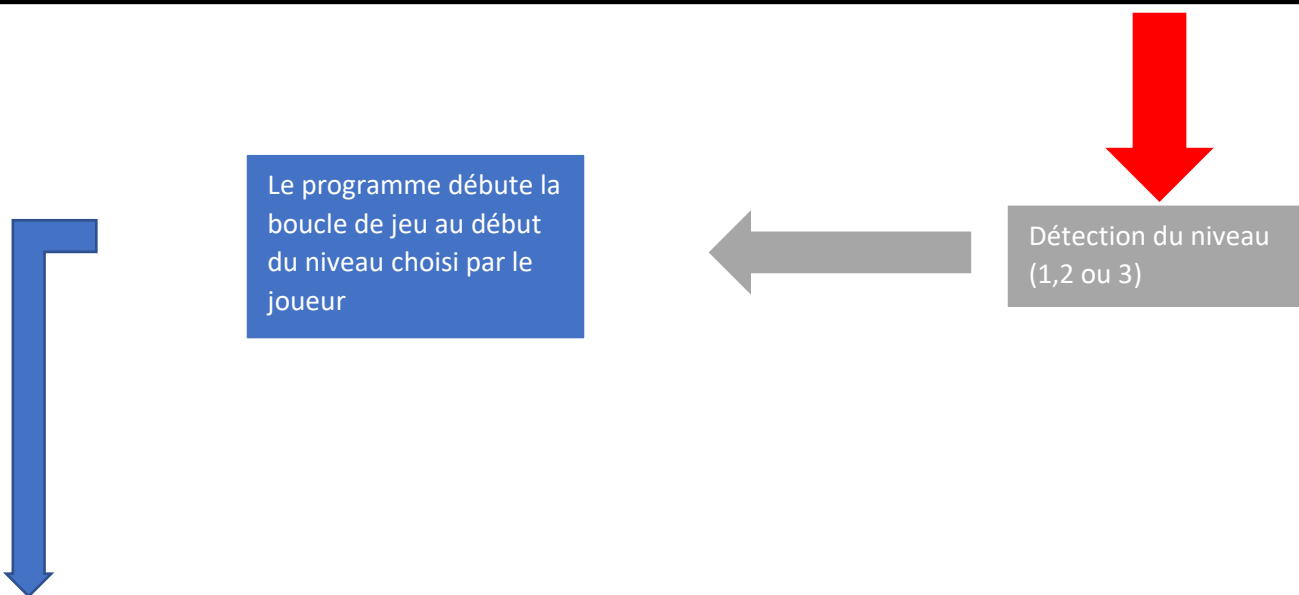 Le programme débute la
boucle de jeu au début
du niveau choisi par le
joueur
Détection du niveau
(1,2 ou 3)